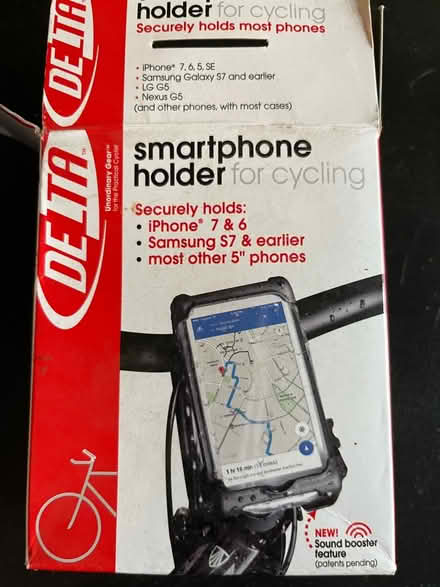 DELTA
holder for cycling
Securely holds most phones
• iPhone® 7, 6, 5, SE
• Samsung Galaxy S7 and earlier
• LG G5
• Nexus G5
(and other phones, with most cases)
DELTA™
Unordinary Gear™
for the Practical Cyclist
smartphone
holder for cycling
Securely holds:
• iPhone® 7 & 6
• Samsung S7 & earlier
• most other 5" phones
NEW!
Sound booster
feature
(patents pending)